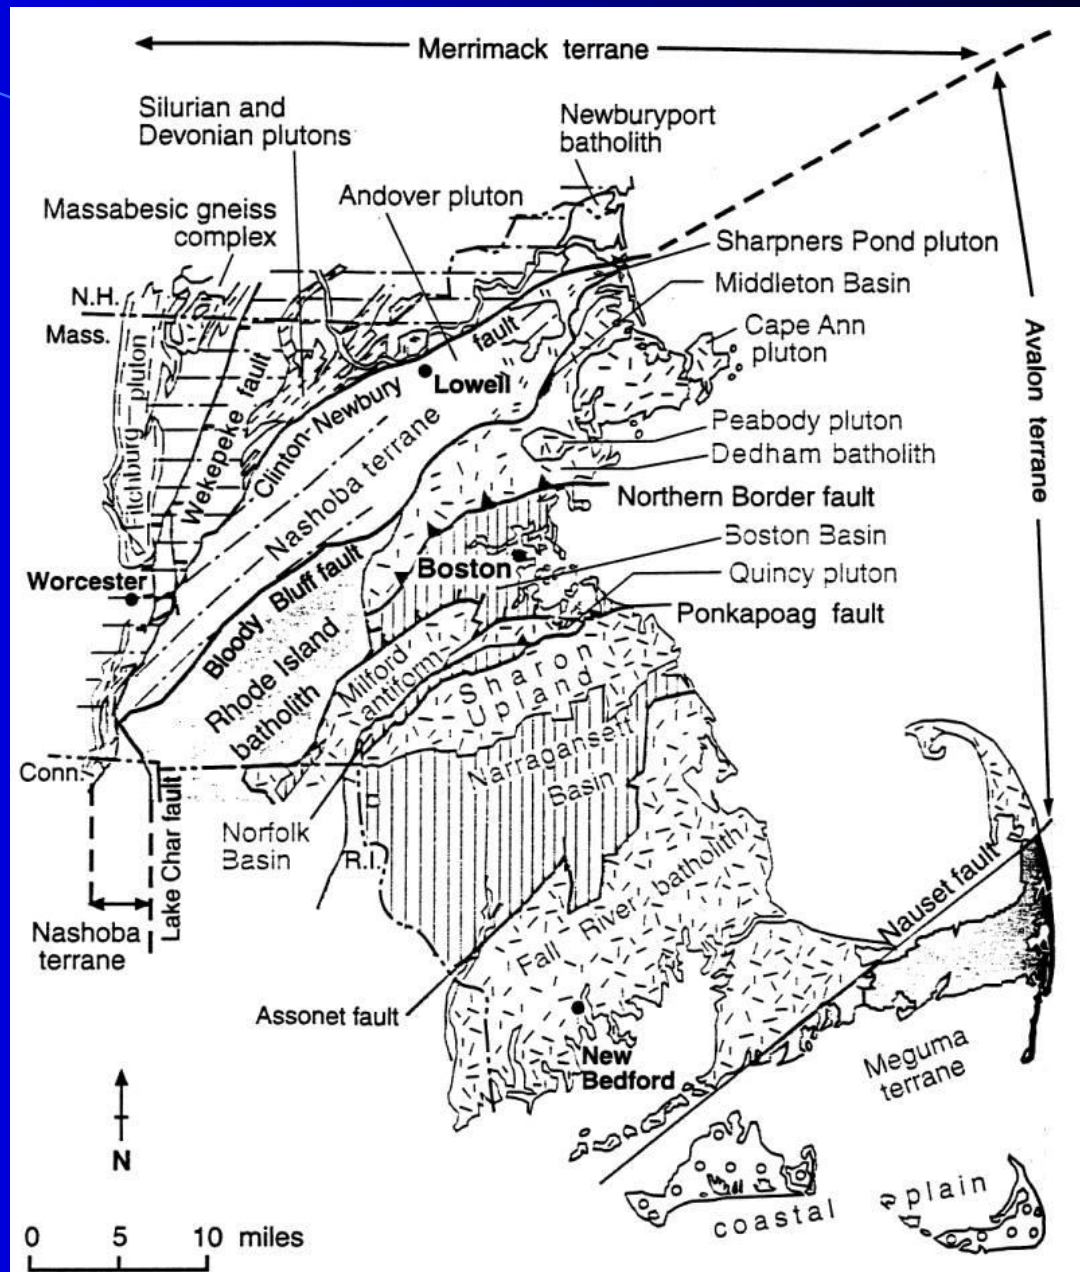 Merrimack terrane
Silurian and
Devonian plutons
Newburyport
batholith
Andover pluton
Massabesic gneiss
complex
Sharpners Pond pluton
Middleton Basin
N.H.
Mass.
Cape Ann
pluton
Avalon terrane
Fitchburg pluton
Wekepeke fault
Clinton-Newbury fault
Lowell
Nashoba terrane
Peabody pluton
Dedham batholith
Northern Border fault
Boston Basin
Boston
Quincy pluton
Ponkapoag fault
Worcester
Bloody Bluff fault
Rhode Island
batholith
Milford
antiform
Sharon
Upland
Narragansett
Basin
Conn.
Lake Char fault
Norfolk
Basin
R.I.
Nashoba
terrane
Fall River batholith
Nauset fault
Assonet fault
New
Bedford
Meguma
terrane
N
coastal plain
0 5 10 miles